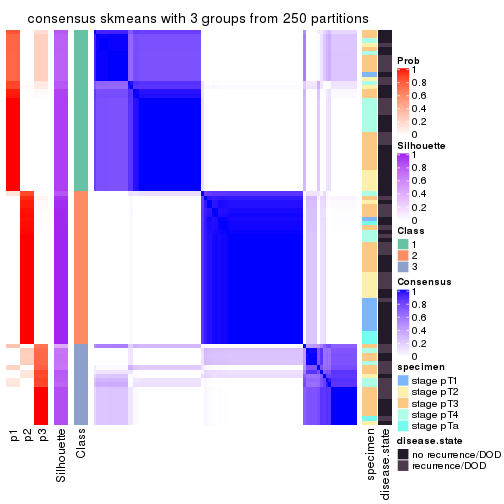 consensus skmeans with 3 groups from 250 partitions
Prob
1
0.8
0.6
0.4
0.2
0
Silhouette
1
0.8
0.6
0.4
0.2
0
Class
1
2
3
Consensus
1
0.8
0.6
0.4
0.2
0
specimen
stage pT1
stage pT2
stage pT3
stage pT4
stage pTa
disease.state
no recurrence/DOD
recurrence/DOD
p1
p2
p3
Silhouette
Class
specimen
disease.state